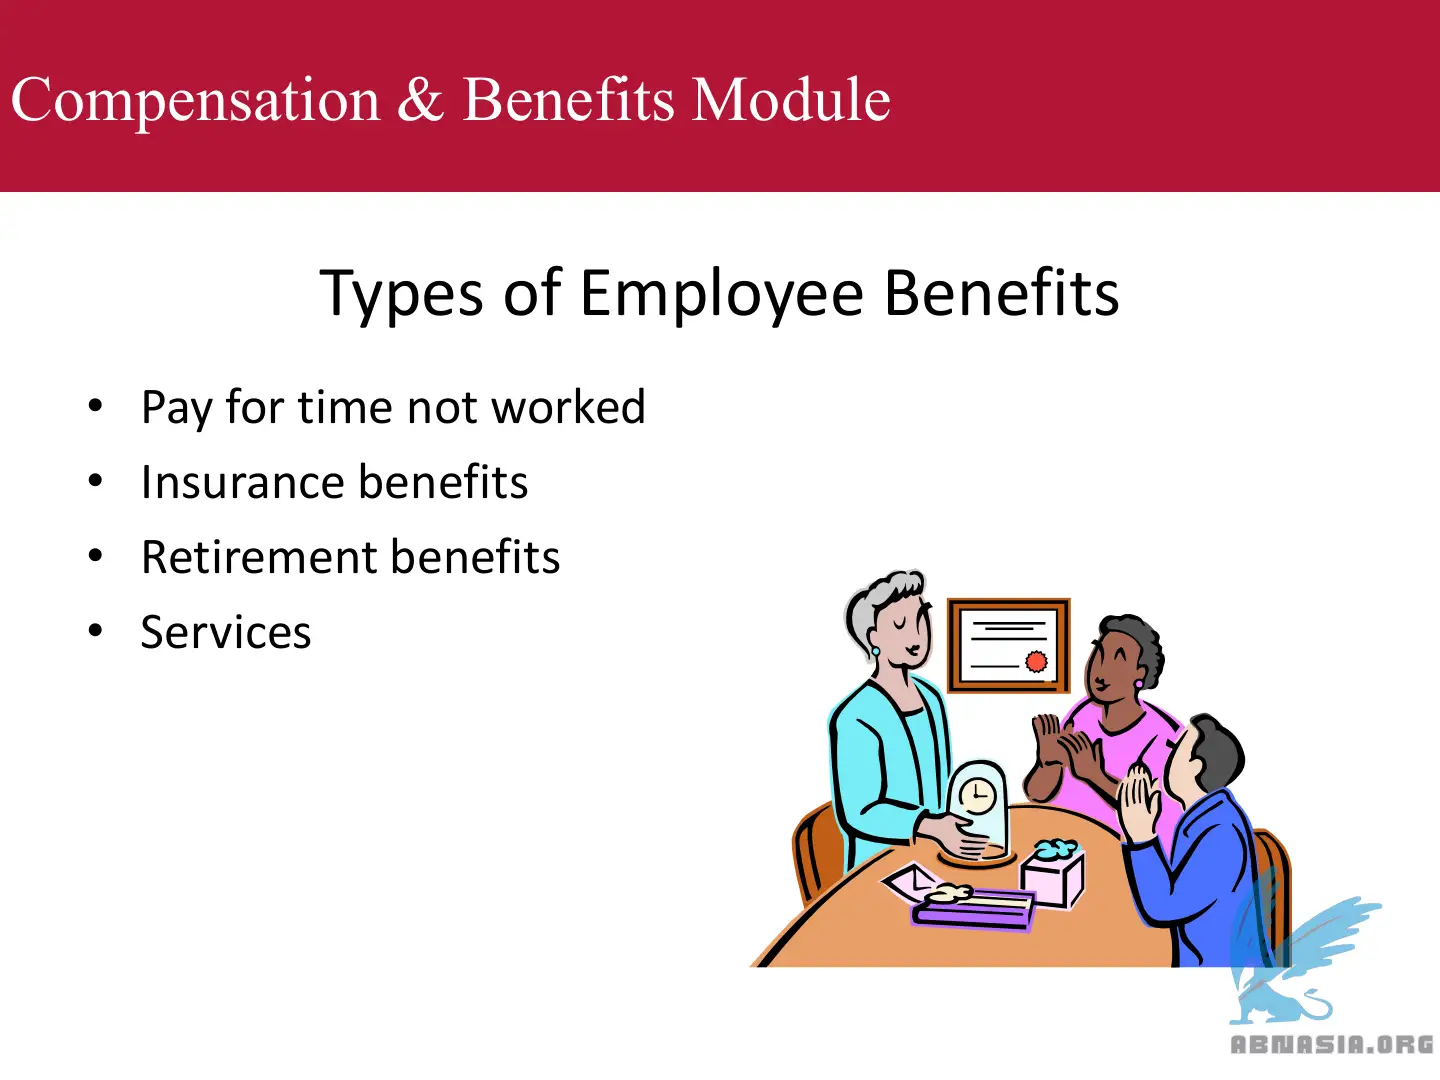 Compensation & Benefits Module
Types of Employee Benefits
• Pay for time not worked
• Insurance benefits
• Retirement benefits
• Services
ABNASIA.ORG